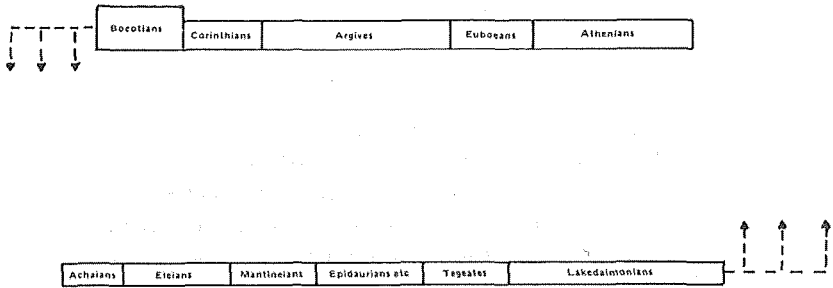 Boeotians Corinthians Argives Euboeans Athenians
Achaians Eleians Mantineians Epidaurians etc Tegeates Lakedaimonians